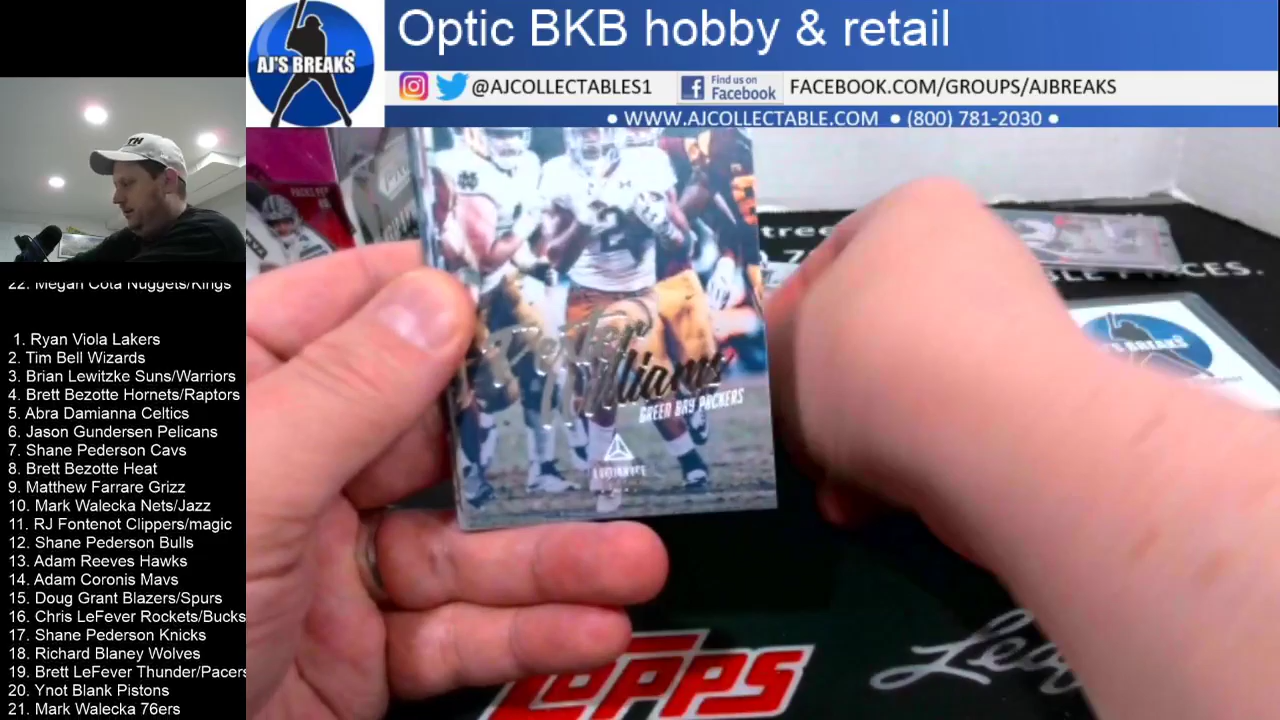 Optic BKB hobby & retail
AJ'S BREAKS
@AJCOLLECTABLES1
Find us on
Facebook
FACEBOOK.COM/GROUPS/AJBREAKS
• WWW.AJCOLLECTABLE.COM • (800) 781-2030 •
22. Megan Cota Nuggets/Kings
1. Ryan Viola Lakers
2. Tim Bell Wizards
3. Brian Lewitzke Suns/Warriors
4. Brett Bezotte Hornets/Raptors
5. Abra Damianna Celtics
6. Jason Gundersen Pelicans
7. Shane Pederson Cavs
8. Brett Bezotte Heat
9. Matthew Farrare Grizz
10. Mark Walecka Nets/Jazz
11. RJ Fontenot Clippers/magic
12. Shane Pederson Bulls
13. Adam Reeves Hawks
14. Adam Coronis Mavs
15. Doug Grant Blazers/Spurs
16. Chris LeFever Rockets/Bucks
17. Shane Pederson Knicks
18. Richard Blaney Wolves
19. Brett LeFever Thunder/Pacers
20. Ynot Blank Pistons
21. Mark Walecka 76ers
PACKS PER
Dexter
Williams
GREEN BAY PACKERS
BREAKS
TOPPS